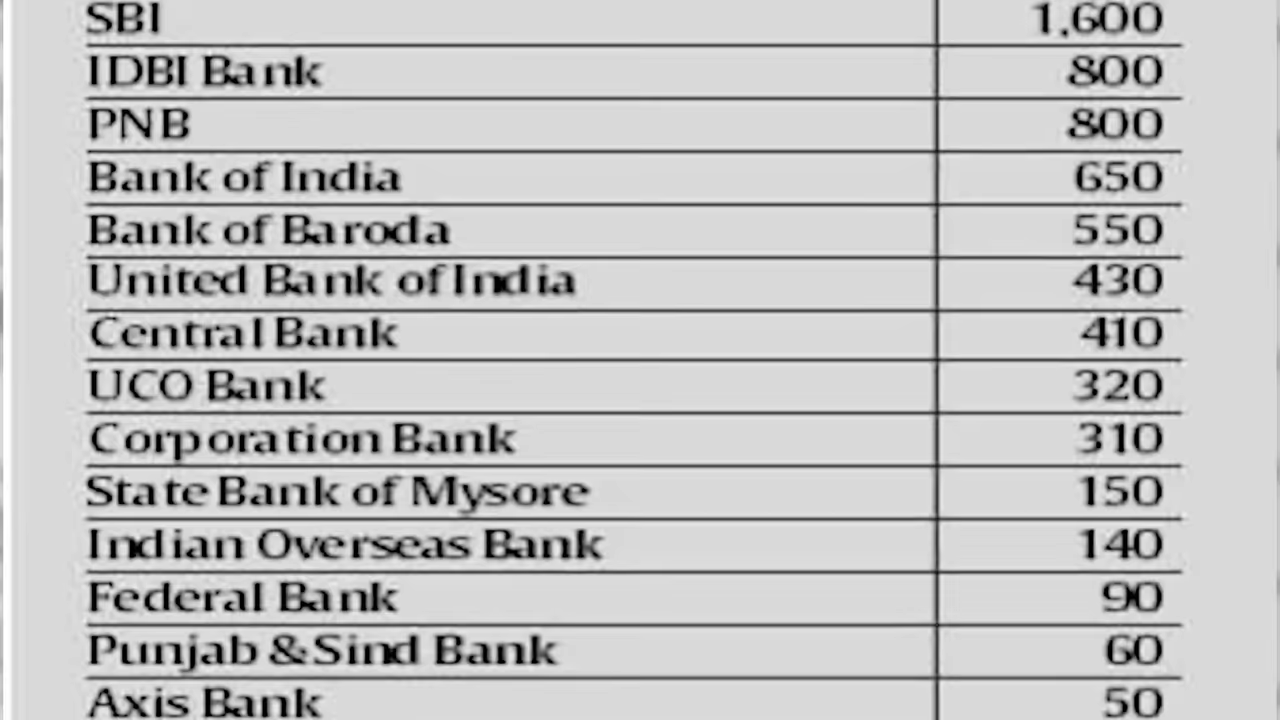 SBI 1,600
IDBI Bank 800
PNB 800
Bank of India 650
Bank of Baroda 550
United Bank of India 430
Central Bank 410
UCO Bank 320
Corporation Bank 310
State Bank of Mysore 150
Indian Overseas Bank 140
Federal Bank 90
Punjab & Sind Bank 60
Axis Bank 50